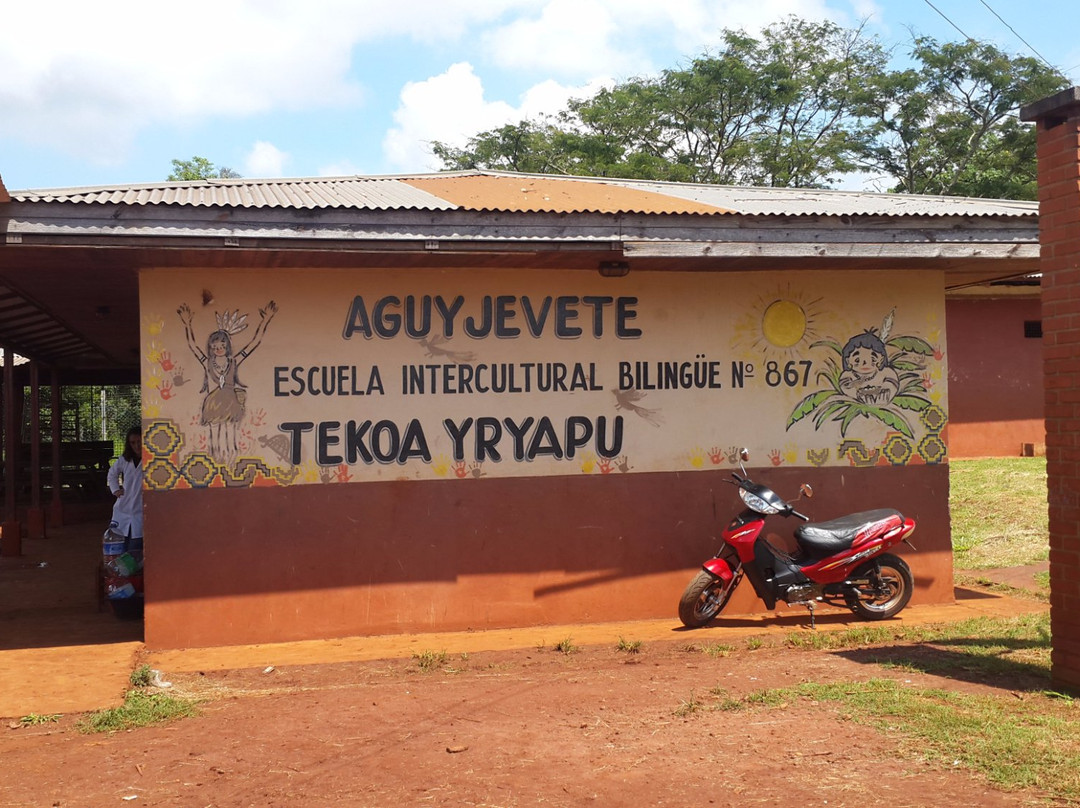 AGUYJEVETE
ESCUELA INTERCULTURAL BILINGÜE Nº 867
TEKOA YRYAPU